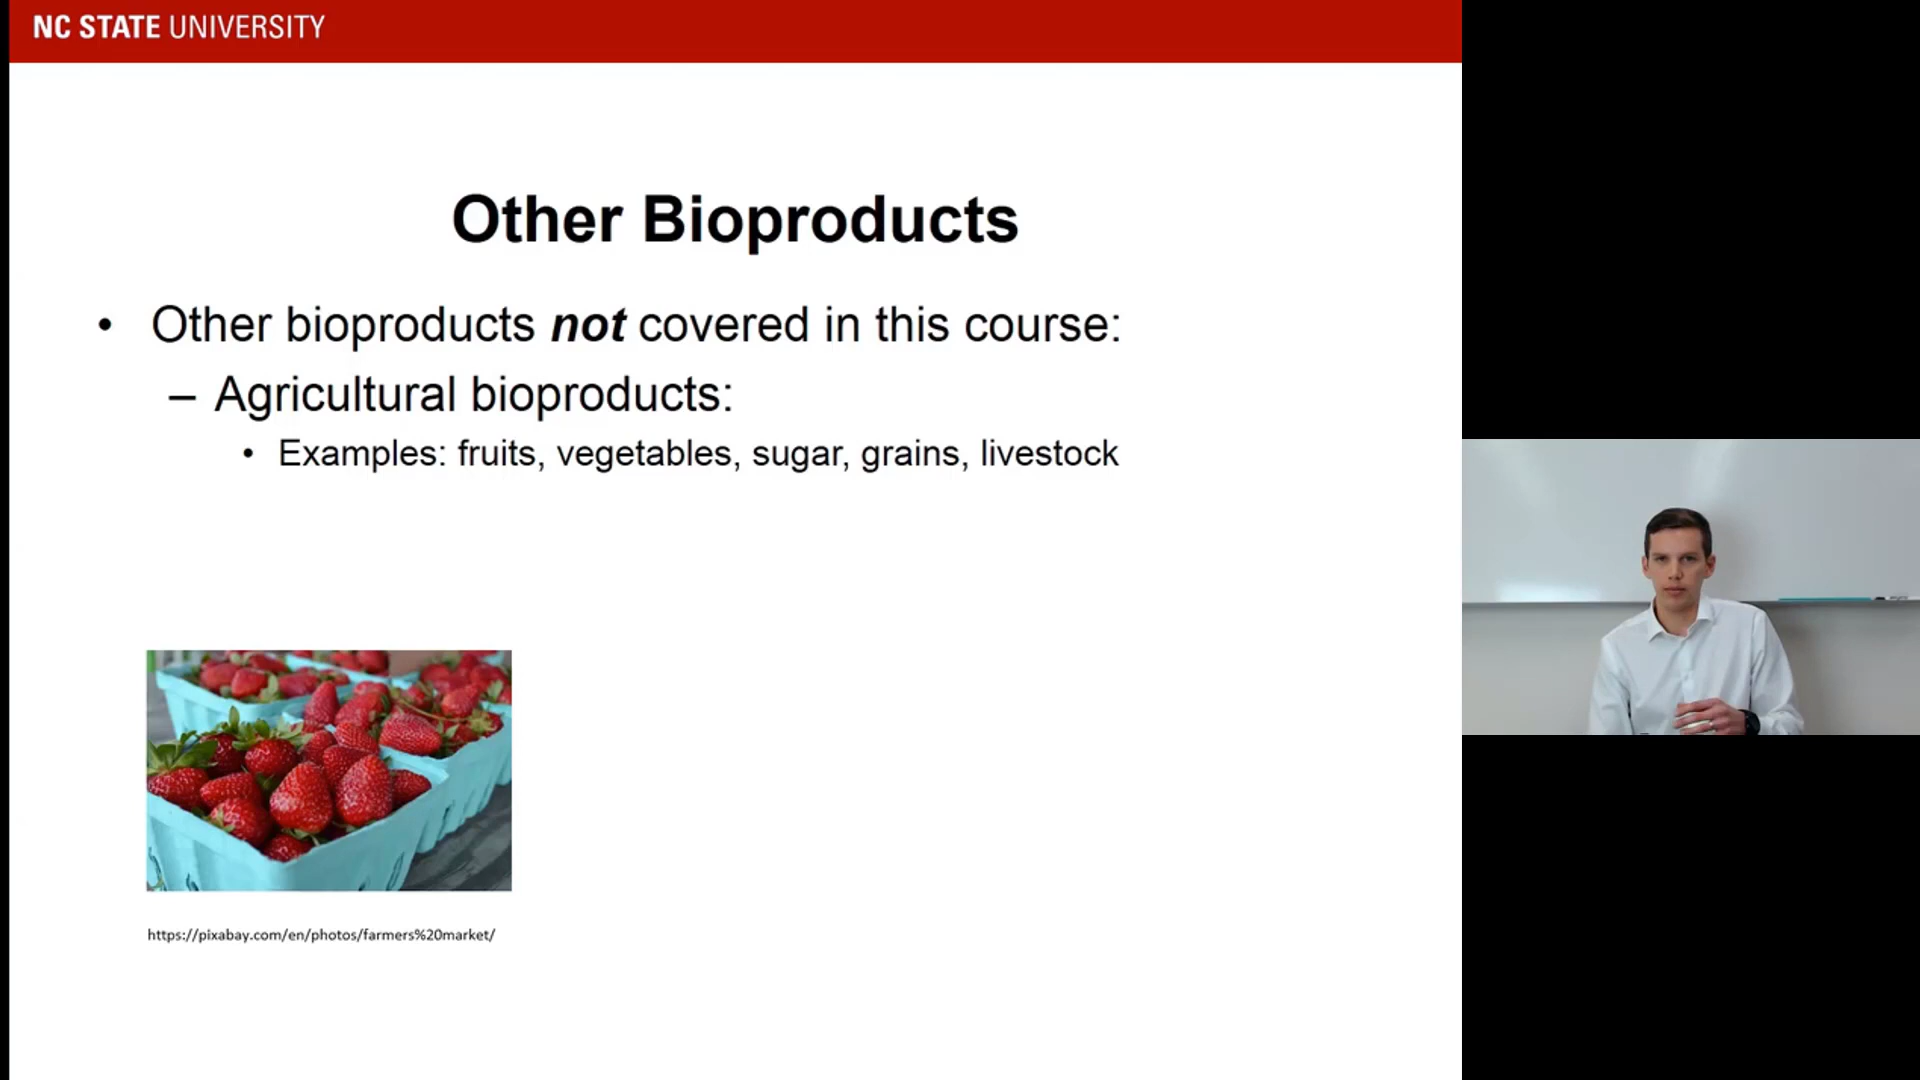 NC STATE UNIVERSITY
Other Bioproducts
• Other bioproducts not covered in this course:
– Agricultural bioproducts:
• Examples: fruits, vegetables, sugar, grains, livestock
https://pixabay.com/en/photos/farmers%20market/